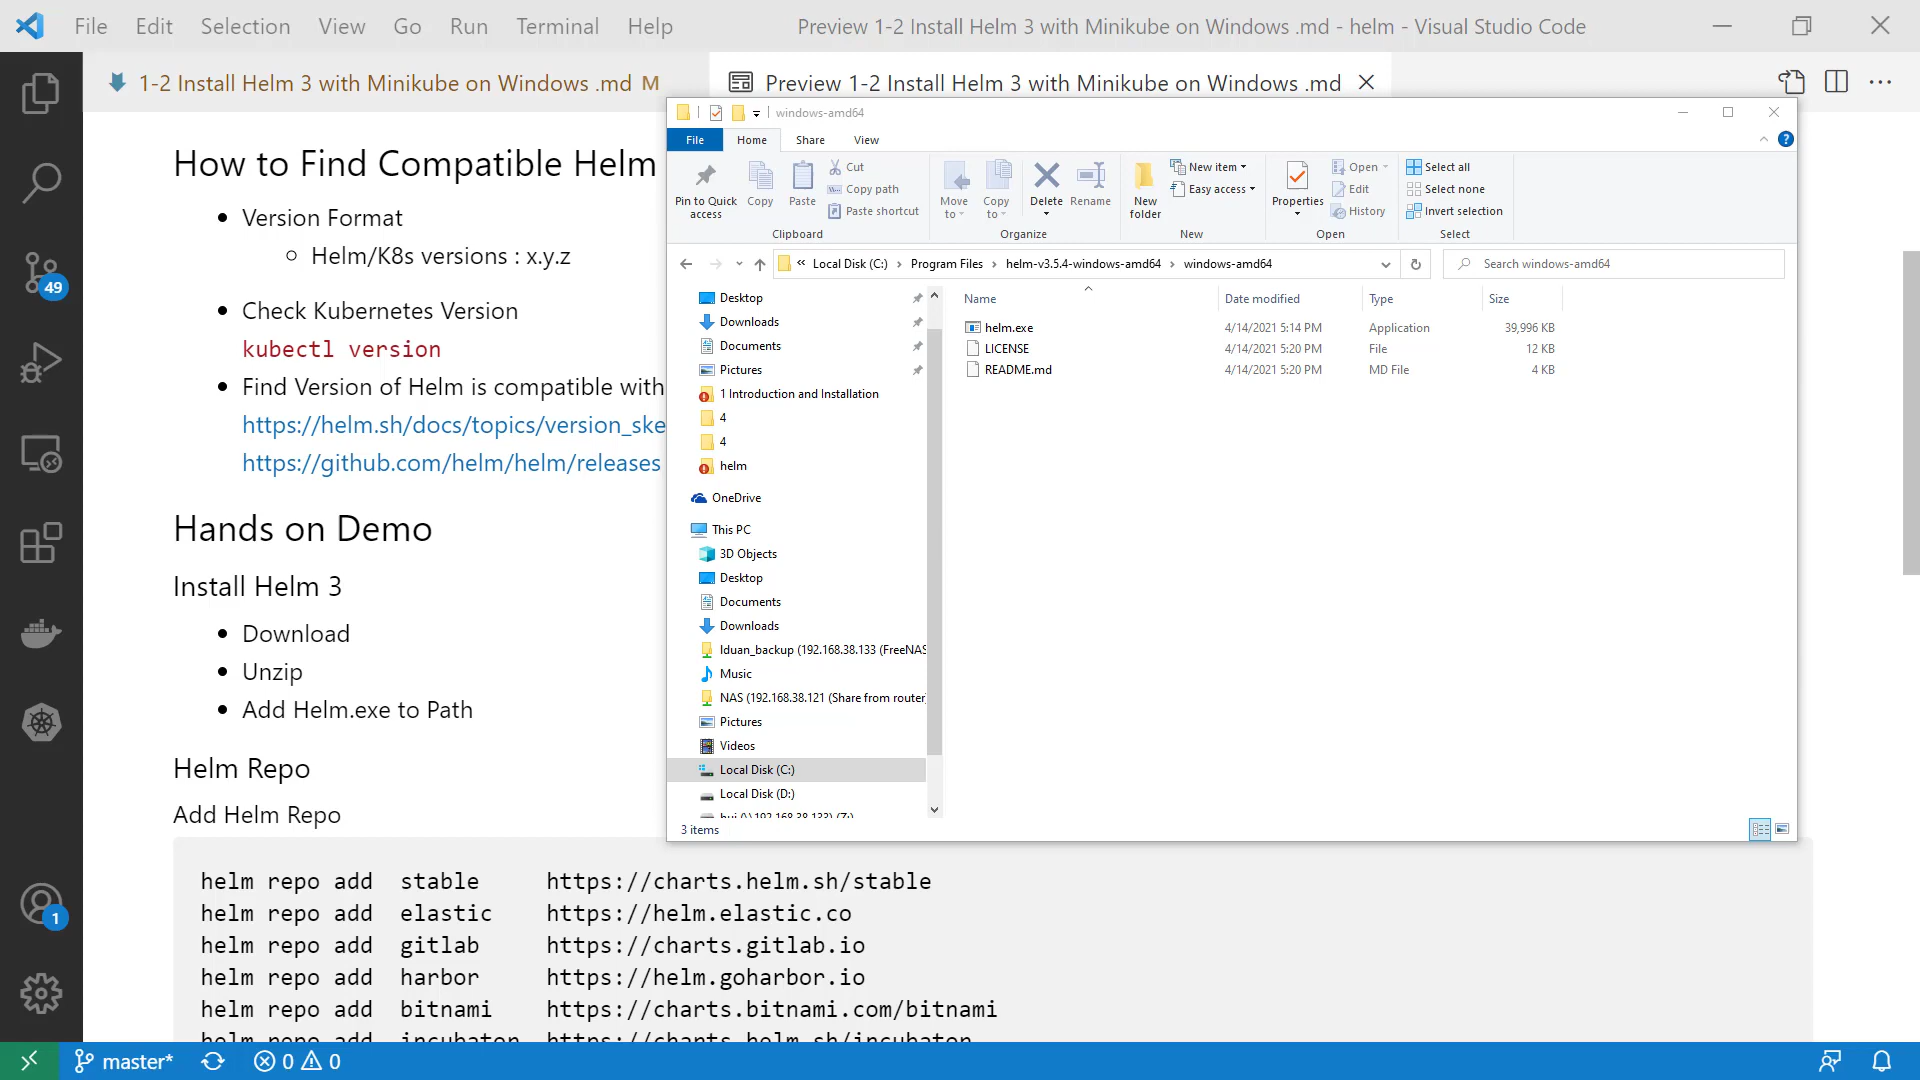 File Edit Selection View Go Run Terminal Help
Preview 1-2 Install Helm 3 with Minikube on Windows .md - helm - Visual Studio Code
1-2 Install Helm 3 with Minikube on Windows .md M
Preview 1-2 Install Helm 3 with Minikube on Windows .md
49
1
How to Find Compatible Helm
Version Format
Helm/K8s versions : x.y.z
Check Kubernetes Version
kubectl version
Find Version of Helm is compatible with
https://helm.sh/docs/topics/version_ske
https://github.com/helm/helm/releases
Hands on Demo
Install Helm 3
Download
Unzip
Add Helm.exe to Path
Helm Repo
Add Helm Repo
helm repo add stable https://charts.helm.sh/stable
helm repo add elastic https://helm.elastic.co
helm repo add gitlab https://charts.gitlab.io
helm repo add harbor https://helm.goharbor.io
helm repo add bitnami https://charts.bitnami.com/bitnami
helm repo add incubator https://charts.helm.sh/incubator
windows-amd64
File Home Share View
Pin to Quick access
Copy
Paste
Cut
Copy path
Paste shortcut
Clipboard
Move to
Copy to
Delete
Rename
Organize
New folder
New item
Easy access
New
Properties
Open
Edit
History
Open
Select all
Select none
Invert selection
Select
« Local Disk (C:) › Program Files › helm-v3.5.4-windows-amd64 › windows-amd64
Search windows-amd64
Desktop
Downloads
Documents
Pictures
1 Introduction and Installation
4
4
helm
OneDrive
This PC
3D Objects
Desktop
Documents
Downloads
lduan_backup (192.168.38.133 (FreeNAS
Music
NAS (192.168.38.121 (Share from router
Pictures
Videos
Local Disk (C:)
Local Disk (D:)
Name Date modified Type Size
helm.exe 4/14/2021 5:14 PM Application 39,996 KB
LICENSE 4/14/2021 5:20 PM File 12 KB
README.md 4/14/2021 5:20 PM MD File 4 KB
3 items
master* 0 0